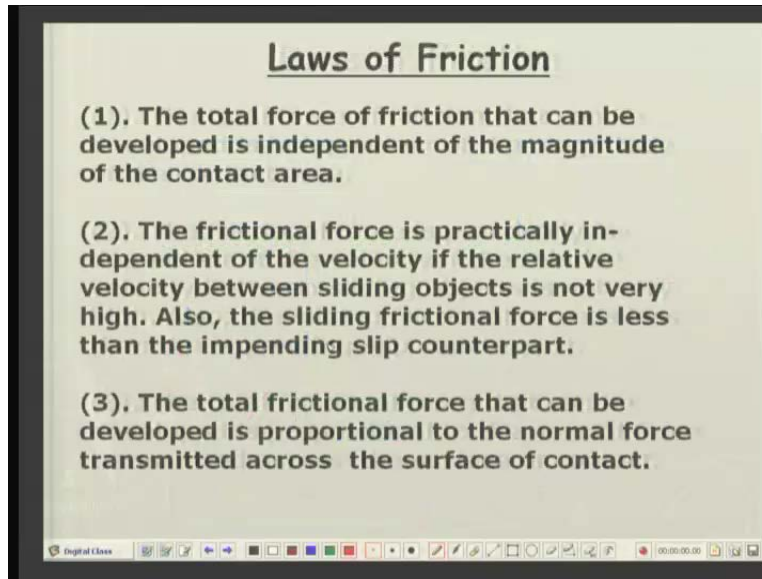 Laws of Friction
(1). The total force of friction that can be
developed is independent of the magnitude
of the contact area.
(2). The frictional force is practically in-
dependent of the velocity if the relative
velocity between sliding objects is not very
high. Also, the sliding frictional force is less
than the impending slip counterpart.
(3). The total frictional force that can be
developed is proportional to the normal force
transmitted across the surface of contact.
Digital Class 00:00:00.00